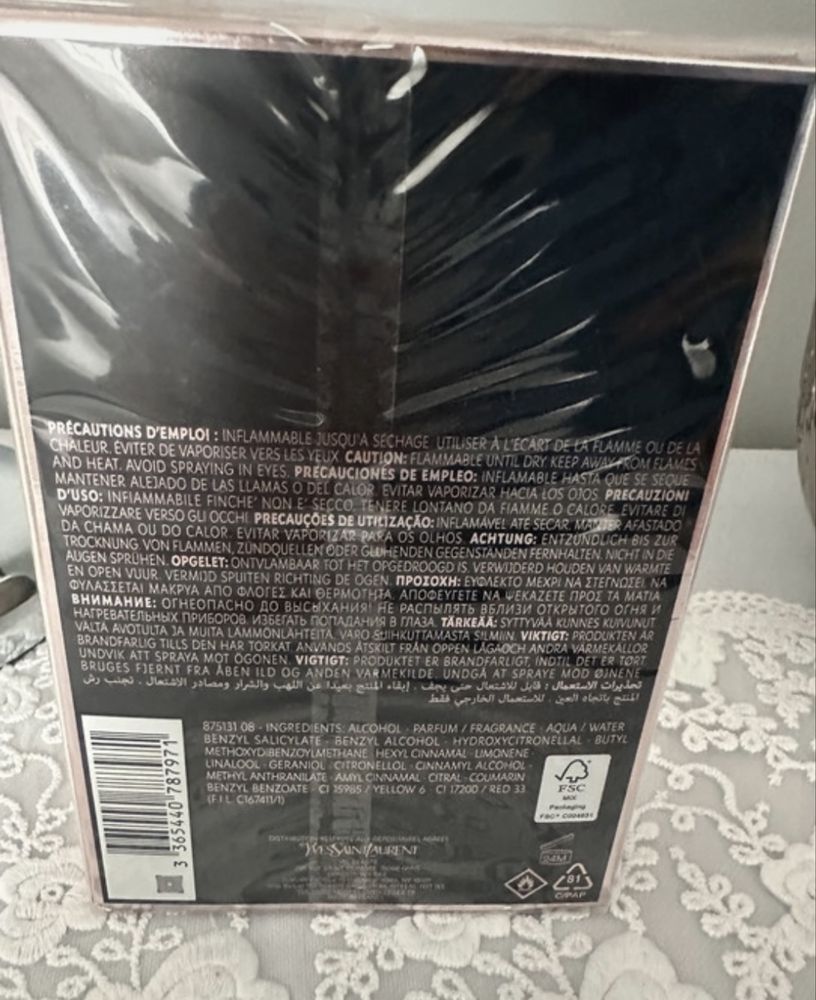 PRÉCAUTIONS D'EMPLOI : INFLAMMABLE JUSQU'À SÉCHAGE. UTILISER À L'ÉCART DE LA FLAMME OU DE LA
CHALEUR. ÉVITER DE VAPORISER VERS LES YEUX. CAUTION: FLAMMABLE UNTIL DRY. KEEP AWAY FROM FLAMES
AND HEAT. AVOID SPRAYING IN EYES. PRECAUCIONES DE EMPLEO: INFLAMABLE HASTA QUE SE SEQUE.
MANTENER ALEJADO DE LAS LLAMAS O DEL CALOR. EVITAR VAPORIZAR HACIA LOS OJOS. PRECAUZIONI
D'USO: INFIAMMABILE FINCHE' NON E' SECCO. TENERE LONTANO DA FIAMME O CALORE. EVITARE DI
VAPORIZZARE VERSO GLI OCCHI. PRECAUÇÕES DE UTILIZAÇÃO: INFLAMÁVEL ATÉ SECAR. MANTER AFASTADO
DA CHAMA OU DO CALOR. EVITAR VAPORIZAR PARA OS OLHOS. ACHTUNG: ENTZÜNDLICH BIS ZUR
TROCKNUNG. VON FLAMMEN, ZÜNDQUELLEN ODER GLÜHENDEN GEGENSTÄNDEN FERNHALTEN. NICHT IN DIE
AUGEN SPRÜHEN. OPGELET: ONTVLAMBAAR TOT HET OPGEDROOGD IS. VERWIJDERD HOUDEN VAN WARMTE
EN OPEN VUUR. VERMIJD SPUITEN RICHTING DE OGEN. ΠΡΟΣΟΧΗ: ΕΥΦΛΕΚΤΟ ΜΕΧΡΙ ΝΑ ΣΤΕΓΝΩΣΕΙ. ΝΑ
ΦΥΛΑΣΣΕΤΑΙ ΜΑΚΡΥΑ ΑΠΟ ΦΛΟΓΕΣ ΚΑΙ ΘΕΡΜΟΤΗΤΑ. ΑΠΟΦΕΥΓΕΤΕ ΝΑ ΨΕΚΑΖΕΤΕ ΠΡΟΣ ΤΑ ΜΑΤΙΑ
ВНИМАНИЕ: ОГНЕОПАСНО ДО ВЫСЫХАНИЯ! НЕ РАСПЫЛЯТЬ ВБЛИЗИ ОТКРЫТОГО ОГНЯ И
НАГРЕВАТЕЛЬНЫХ ПРИБОРОВ. ИЗБЕГАТЬ ПОПАДАНИЯ В ГЛАЗА. TÄRKEÄÄ: SYTTYVÄÄ KUNNES KUIVUNUT.
VÄLTÄ AVOTULTA JA MUITA LÄMMÖNLÄHTEITÄ. VARO SUIHKUTTAMASTA SILMIIN. VIKTIGT: PRODUKTEN ÄR
BRANDFARLIG TILLS DEN HAR TORKAT. ANVÄNDS ÅTSKILT FRÅN ÖPPEN LÅGA OCH ANDRA VÄRMEKÄLLOR.
UNDVIK ATT SPRAYA MOT ÖGONEN. VIGTIGT: PRODUKTET ER BRANDFARLIGT, INDTIL DET ER TØRT.
BRUGES FJERNT FRA ÅBEN ILD OG ANDEN VARMEKILDE. UNDGÅ AT SPRAYE MOD ØJNENE.
تحذيرات الاستعمال: قابل للاشتعال حتى يجف. إبقاء المنتج بعيدا عن اللهب والشرار ومصادر الاشتعال. تجنب رش
المنتج باتجاه العين. للاستعمال الخارجي فقط
875131 08 - INGREDIENTS: ALCOHOL - PARFUM / FRAGRANCE - AQUA / WATER
BENZYL SALICYLATE - BENZYL ALCOHOL - HYDROXYCITRONELLAL - BUTYL
METHOXYDIBENZOYLMETHANE - HEXYL CINNAMAL - LIMONENE -
LINALOOL - GERANIOL - CITRONELLOL - CINNAMYL ALCOHOL -
METHYL ANTHRANILATE - AMYL CINNAMAL - CITRAL - COUMARIN
BENZYL BENZOATE - CI 15985 / YELLOW 6 - CI 17200 / RED 33
(F.I.L. C167411/1)
3 365440 787971
FSC
MIX
Packaging
FSC® C004031
YVESSAINTLAURENT
24M
81
C/PAP